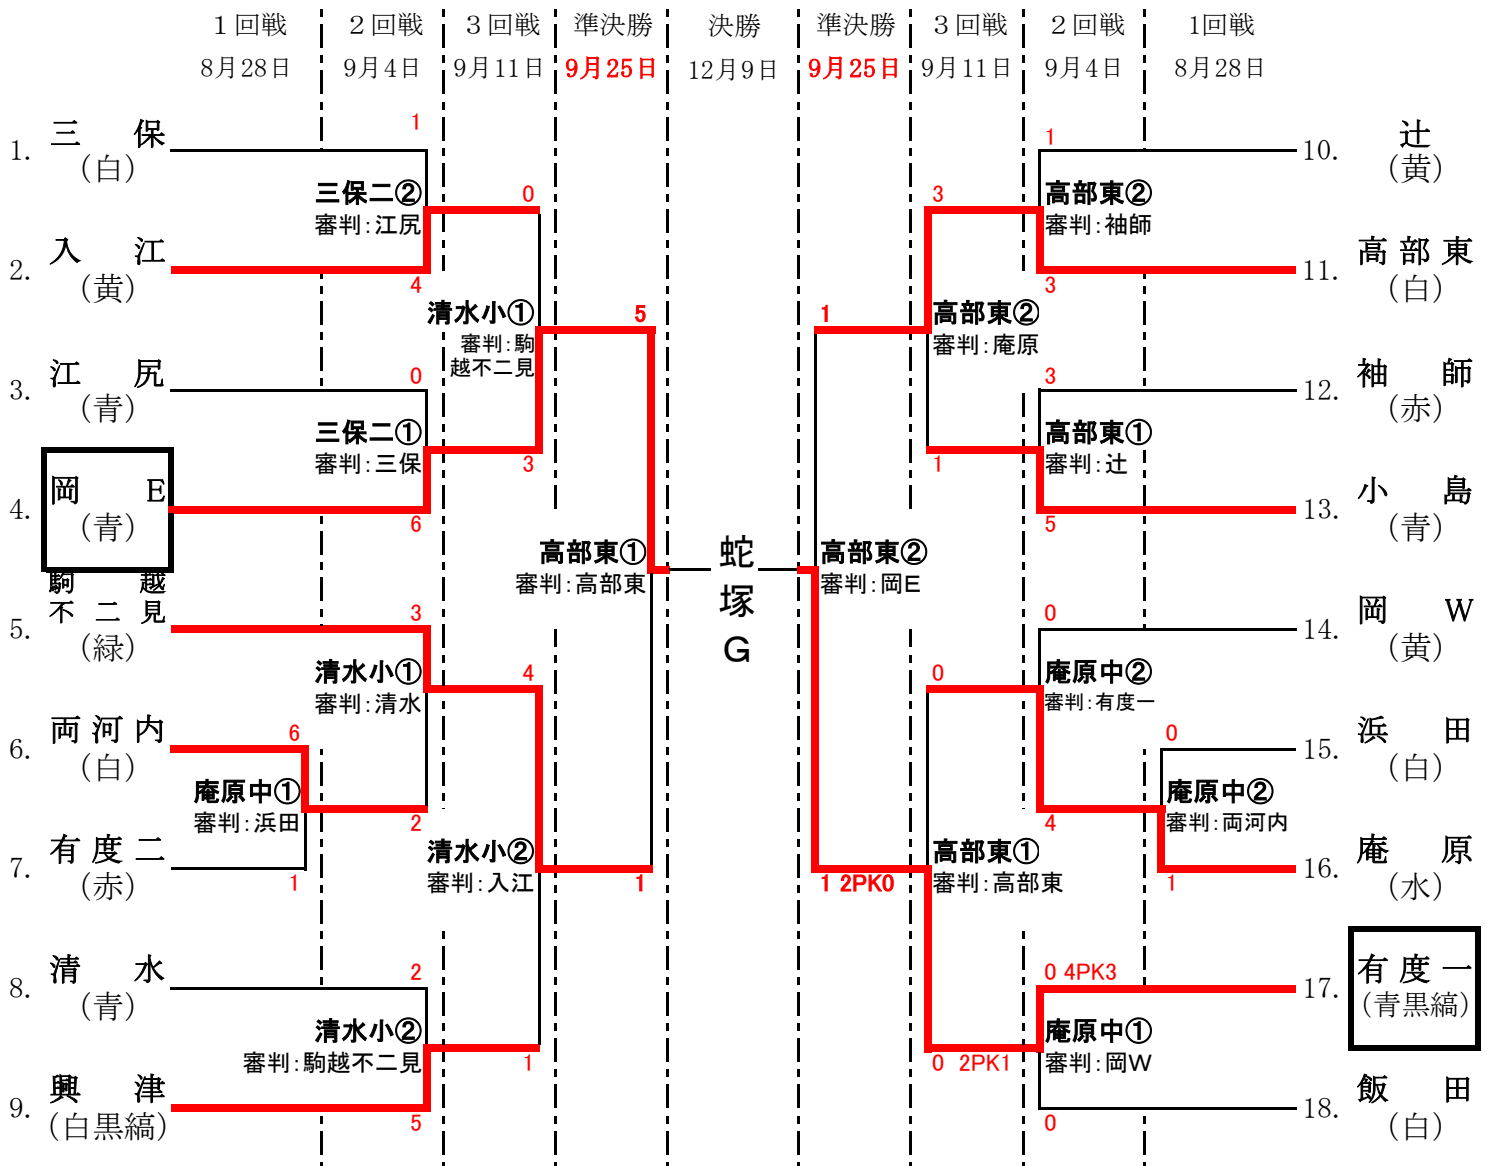 １回戦 ２回戦 ３回戦 準決勝 決勝 準決勝 ３回戦 ２回戦 1回戦
8月28日 9月4日 9月11日 9月25日 12月9日 9月25日 9月11日 9月4日 8月28日
1. 三保
(白)
1
三保二②
審判：江尻
0
2. 入江
(黄)
4
清水小①
審判：駒
越不二見
5
3. 江尻
(青)
0
三保二①
審判：三保
3
4. 岡E
(青)
6
高部東①
審判：高部東
5. 駒越
不二見
(緑)
3
清水小①
審判：清水
4
6. 両河内
(白)
6
庵原中①
審判：浜田
2
7. 有度二
(赤)
1
清水小②
審判：入江
1
8. 清水
(青)
2
清水小②
審判：駒越不二見
1
9. 興津
(白黒縞)
5
蛇
塚
G
10. 辻
(黄)
1
高部東②
審判：袖師
3
11. 高部東
(白)
3
高部東②
審判：庵原
1
12. 袖師
(赤)
3
高部東①
審判：辻
1
13. 小島
(青)
5
高部東②
審判：岡E
14. 岡W
(黄)
0
庵原中②
審判：有度一
0
15. 浜田
(白)
0
庵原中②
審判：両河内
4
16. 庵原
(水)
1
高部東①
審判：高部東
1 2PK0
17. 有度一
(青黒縞)
0 4PK3
庵原中①
審判：岡W
0 2PK1
18. 飯田
(白)
0